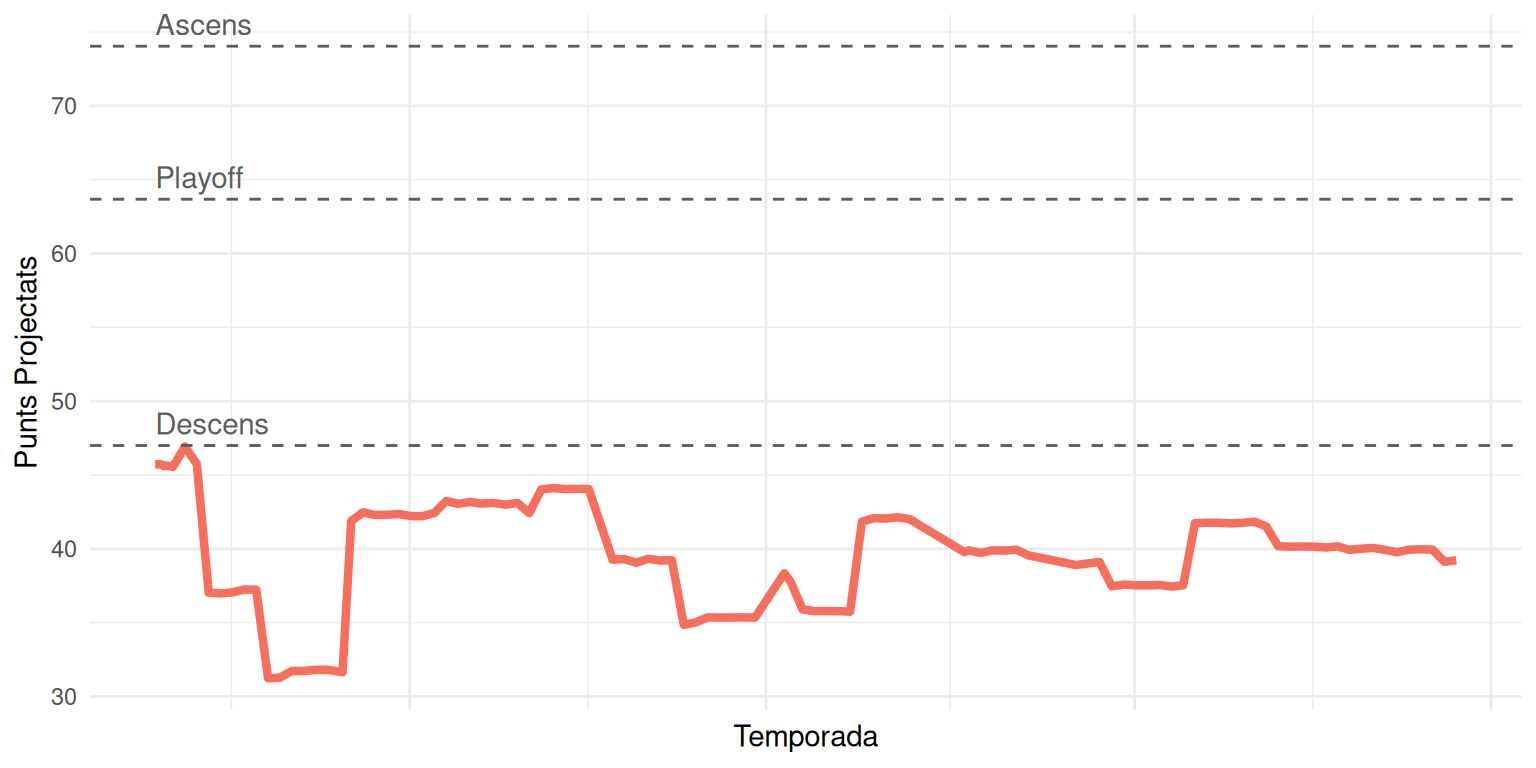 Ascens
70
Playoff
60
Punts Projectats
50
Descens
40
30
Temporada